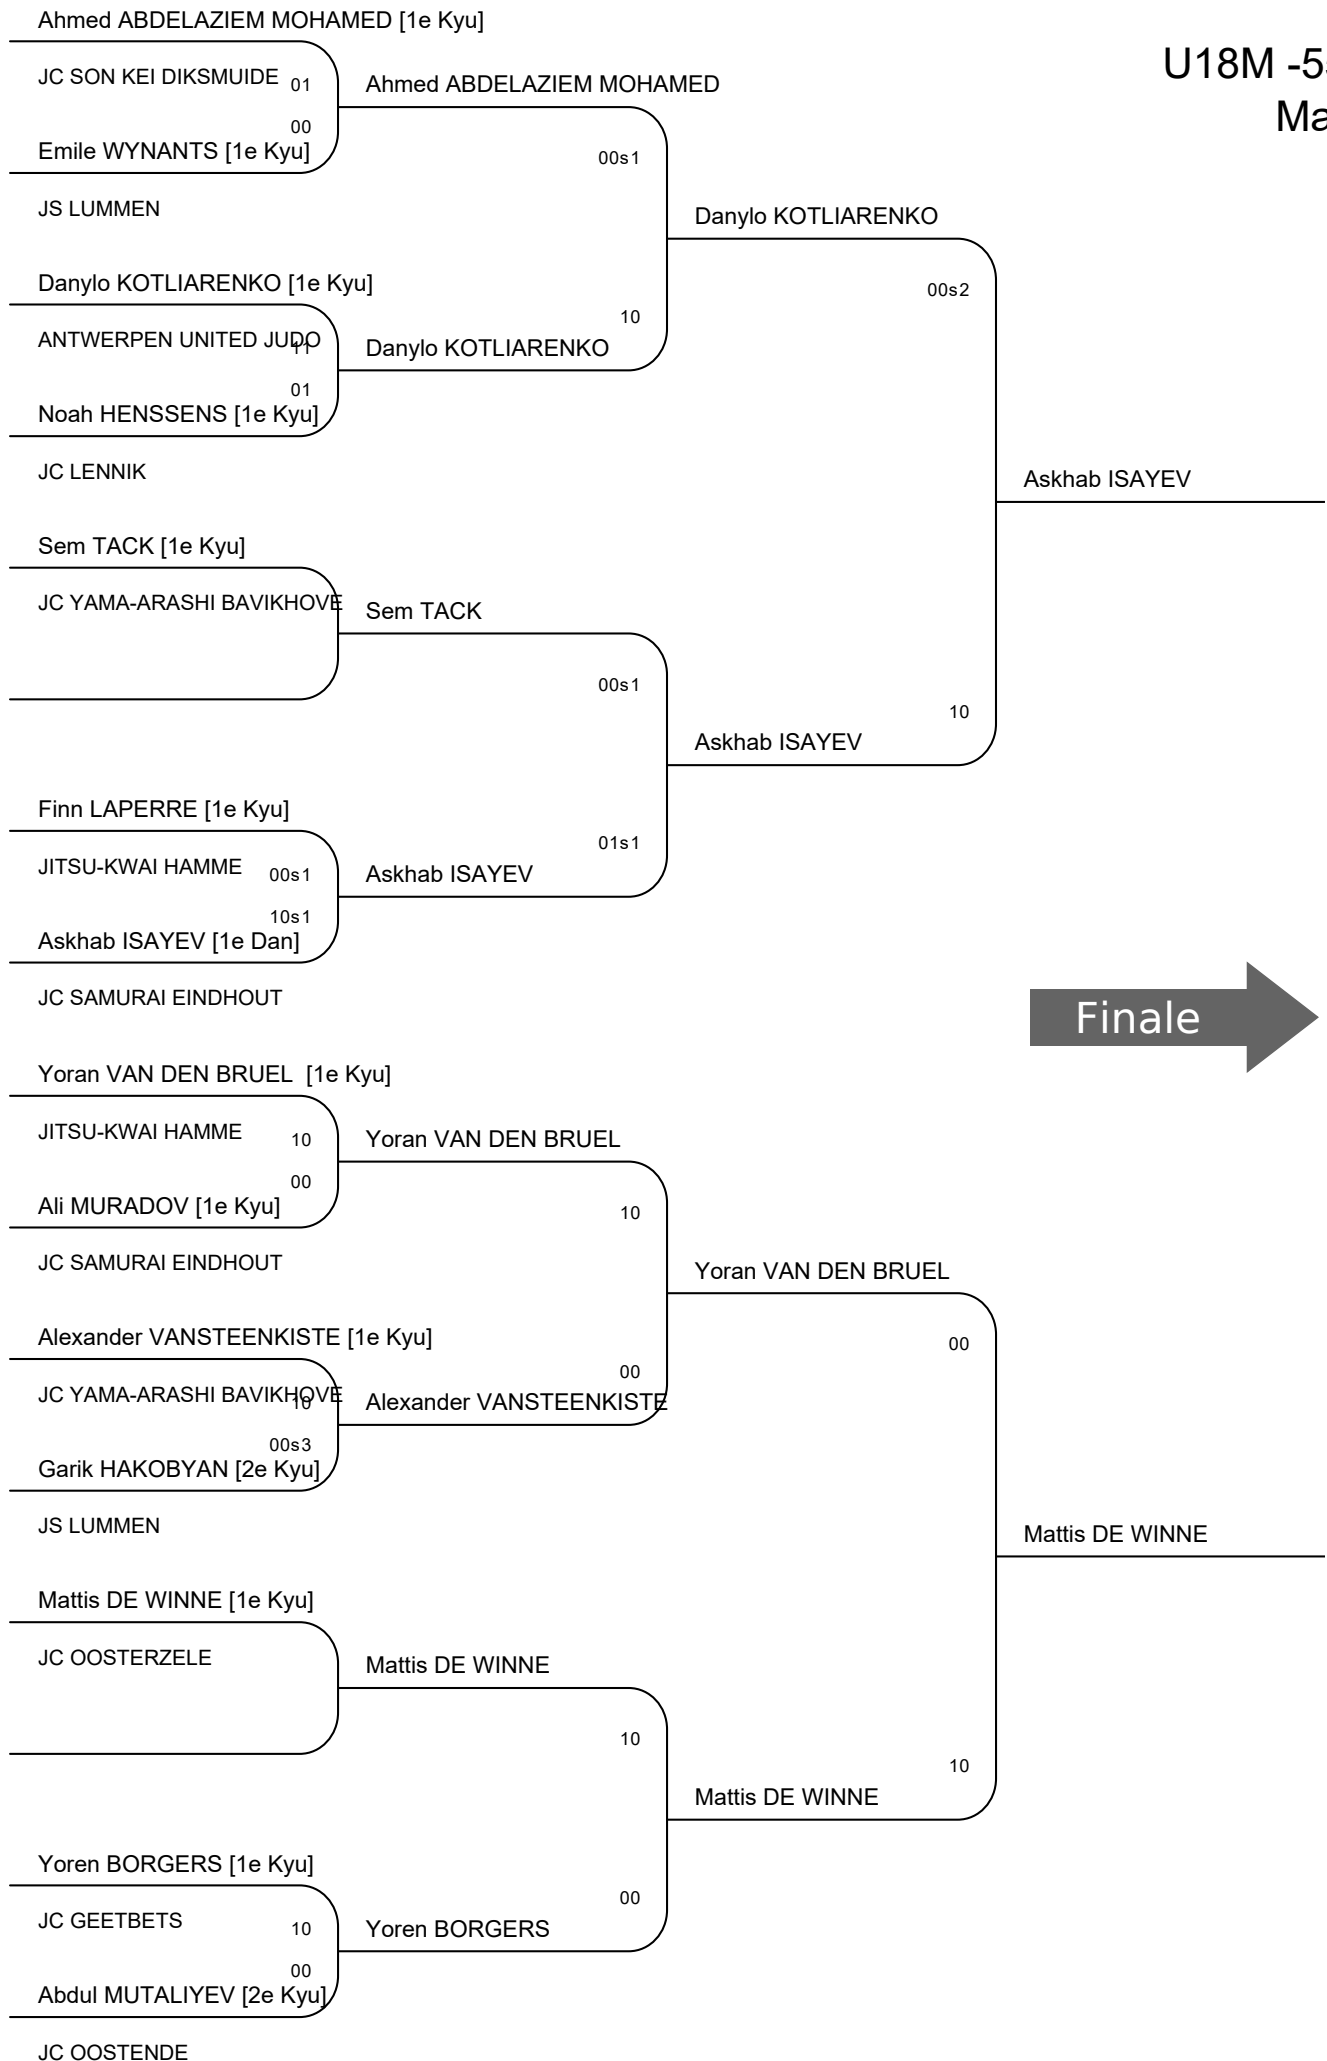 Ahmed ABDELAZIEM MOHAMED [1e Kyu]
U18M -5
JC SON KEI DIKSMUIDE 01
Ahmed ABDELAZIEM MOHAMED
Ma
00
Emile WYNANTS [1e Kyu]
00s1
JS LUMMEN
Danylo KOTLIARENKO
Danylo KOTLIARENKO [1e Kyu]
00s2
10
ANTWERPEN UNITED JUDO 11
Danylo KOTLIARENKO
01
Noah HENSSENS [1e Kyu]
JC LENNIK
Askhab ISAYEV
Sem TACK [1e Kyu]
JC YAMA-ARASHI BAVIKHOVE
Sem TACK
00s1
10
Askhab ISAYEV
Finn LAPERRE [1e Kyu]
01s1
JITSU-KWAI HAMME 00s1
Askhab ISAYEV
10s1
Askhab ISAYEV [1e Dan]
JC SAMURAI EINDHOUT
Finale
Yoran VAN DEN BRUEL [1e Kyu]
JITSU-KWAI HAMME 10
Yoran VAN DEN BRUEL
00
Ali MURADOV [1e Kyu]
10
JC SAMURAI EINDHOUT
Yoran VAN DEN BRUEL
Alexander VANSTEENKISTE [1e Kyu]
00
00
JC YAMA-ARASHI BAVIKHOVE 10
Alexander VANSTEENKISTE
00s3
Garik HAKOBYAN [2e Kyu]
JS LUMMEN
Mattis DE WINNE
Mattis DE WINNE [1e Kyu]
JC OOSTERZELE
Mattis DE WINNE
10
10
Mattis DE WINNE
Yoren BORGERS [1e Kyu]
00
JC GEETBETS 10
Yoren BORGERS
00
Abdul MUTALIYEV [2e Kyu]
JC OOSTENDE